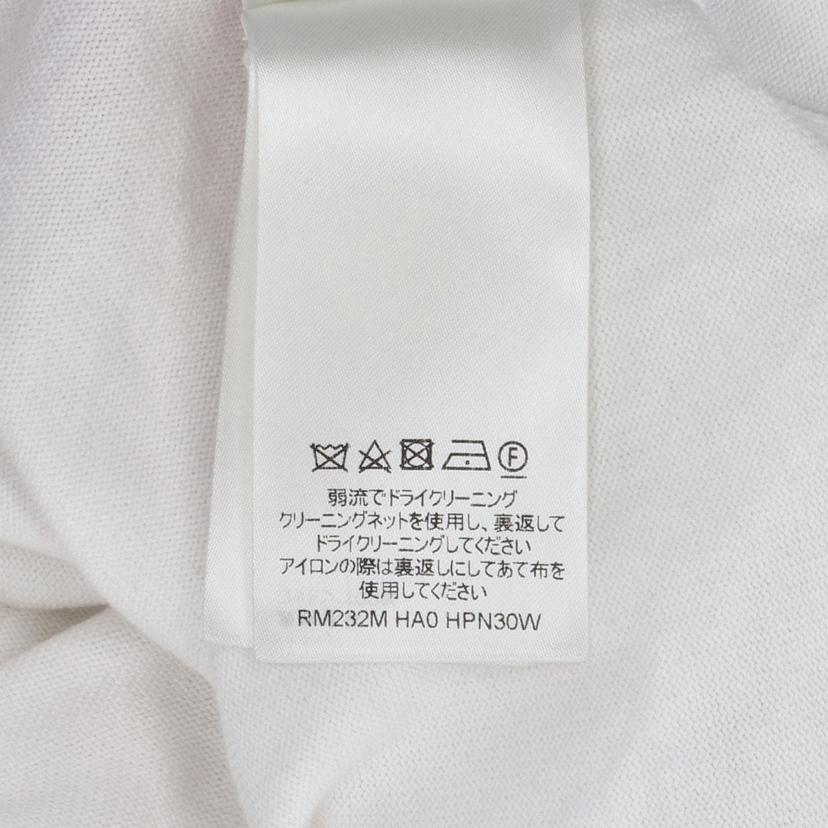 F
弱流でドライクリーニング
クリーニングネットを使用し、裏返して
ドライクリーニングしてください
アイロンの際は裏返しにしてあて布を
使用してください
RM232M HA0 HPN30W